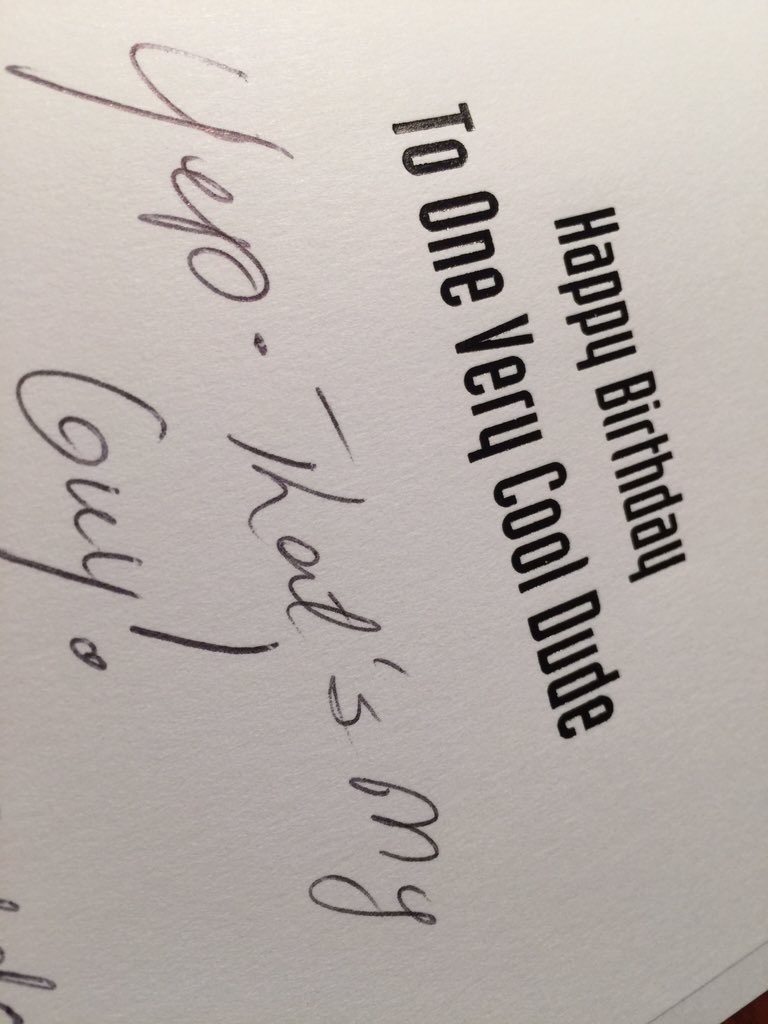 Happy Birthday
To One Very Cool Dude
Yep. That's my
Guy!